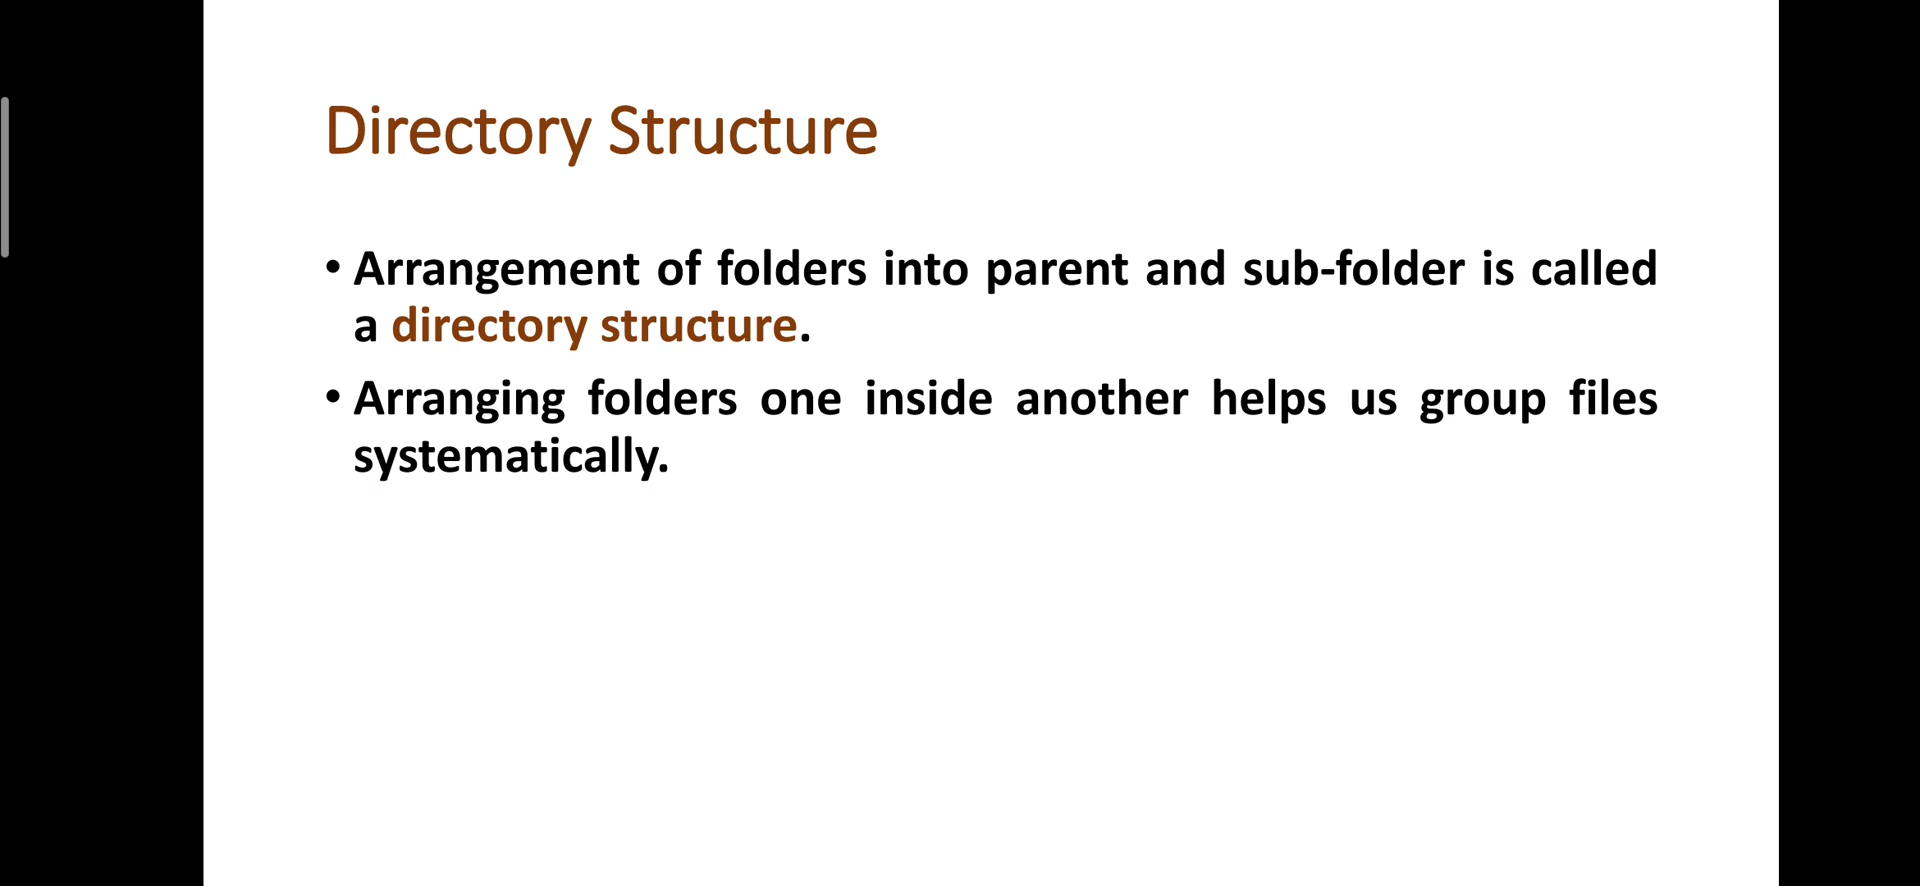 Directory Structure
• Arrangement of folders into parent and sub-folder is called
a directory structure.
• Arranging folders one inside another helps us group files
systematically.